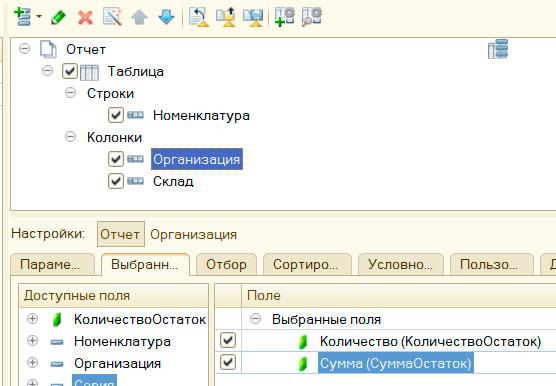 Отчет
Таблица
Строки
Номенклатура
Колонки
Организация
Склад
Настройки: Отчет Организация
Параме... Выбранн... Отбор Сортиро... Условно... Пользо...
Доступные поля Поле
КоличествоОстаток Выбранные поля
Номенклатура Количество (КоличествоОстаток)
Организация Сумма (СуммаОстаток)
Серия